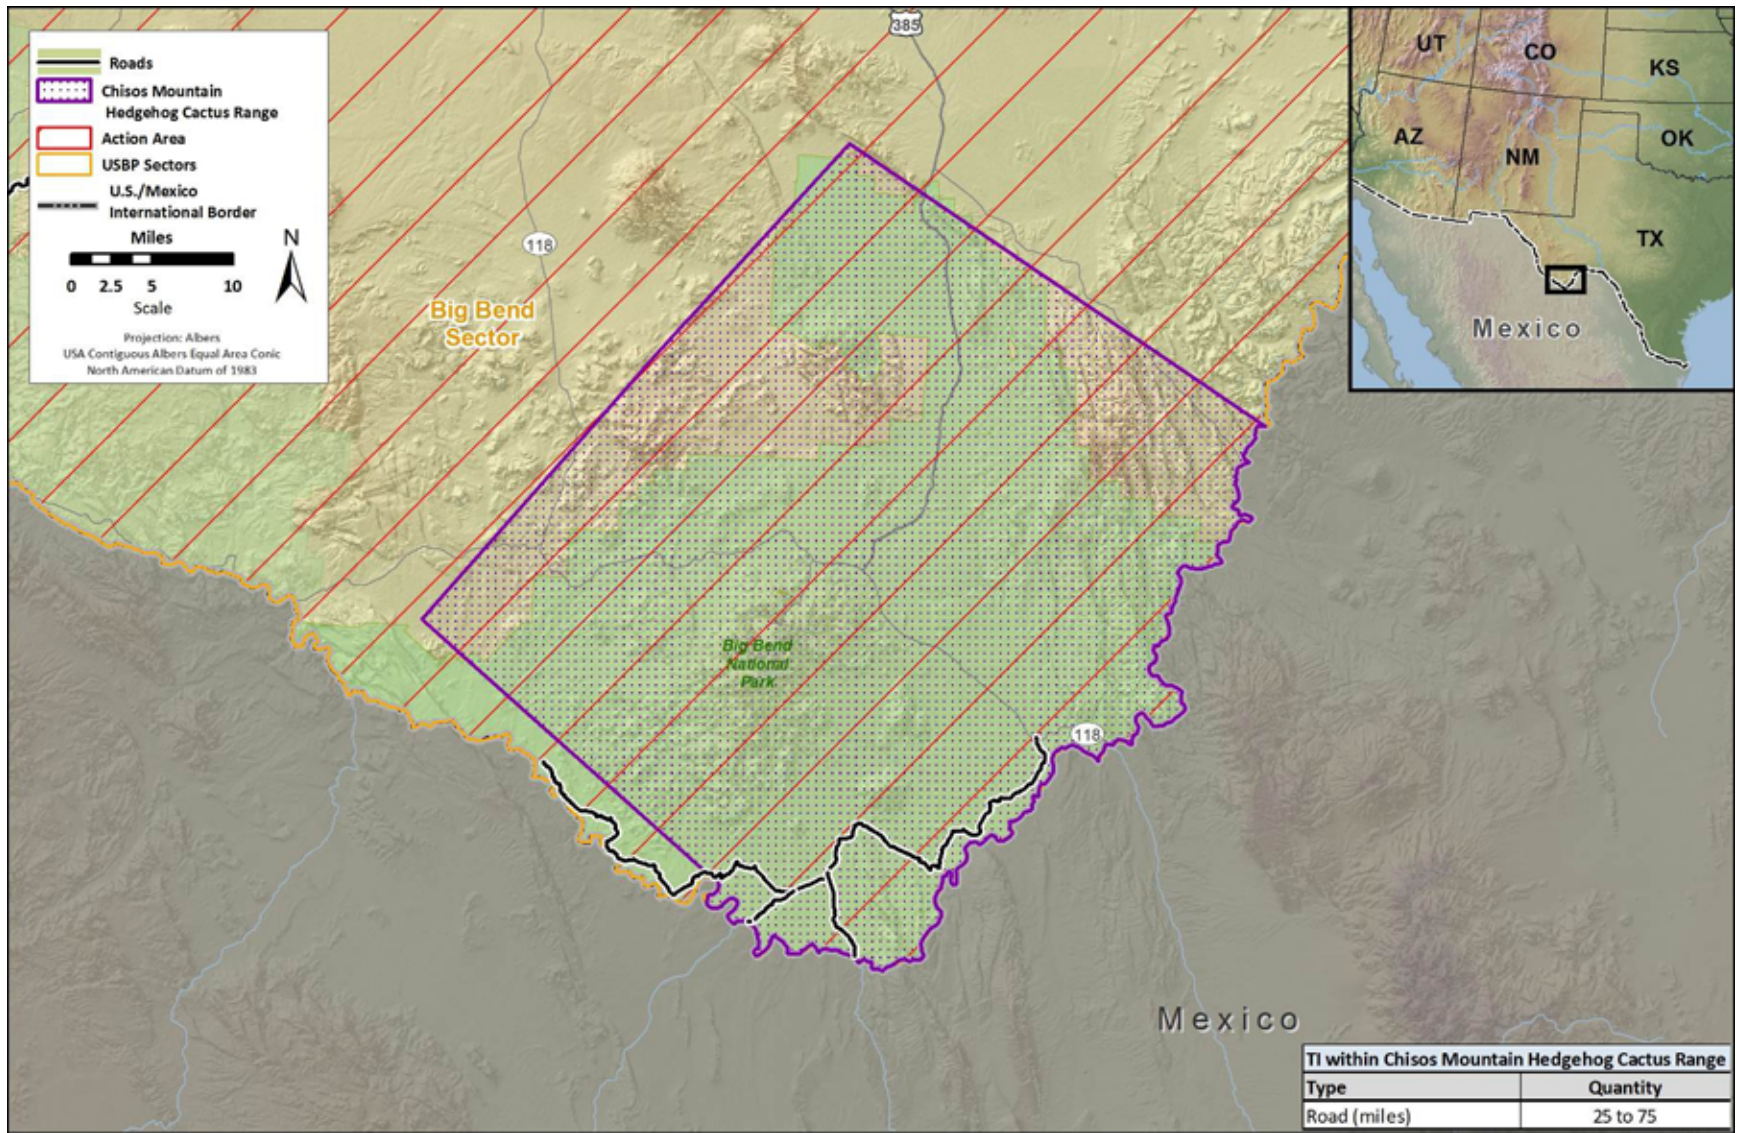 385
Roads
Chisos Mountain
Hedgehog Cactus Range
Action Area
USBP Sectors
U.S./Mexico
International Border
Miles
N
0 2.5 5 10
Scale
Projection: Albers
USA Contiguous Albers Equal Area Conic
North American Datum of 1983
118
Big Bend
Sector
Big Bend
National
Park
118
UT
CO
KS
AZ
NM
OK
TX
Mexico
Mexico
TI within Chisos Mountain Hedgehog Cactus Range
Type Quantity
Road (miles) 25 to 75